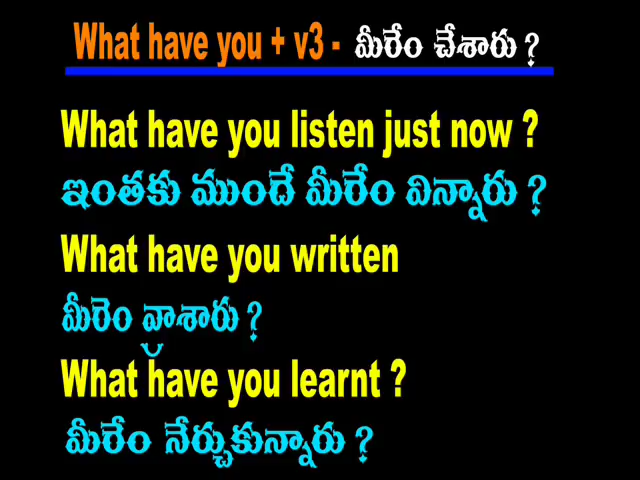 What have you + v3 - మీరేం చేశారు ?
What have you listen just now ?
ఇంతకు ముందే మీరేం విన్నారు ?
What have you written
మీరెం వ్రాశారు ?
What have you learnt ?
మీరేం నేర్చుకున్నారు ?